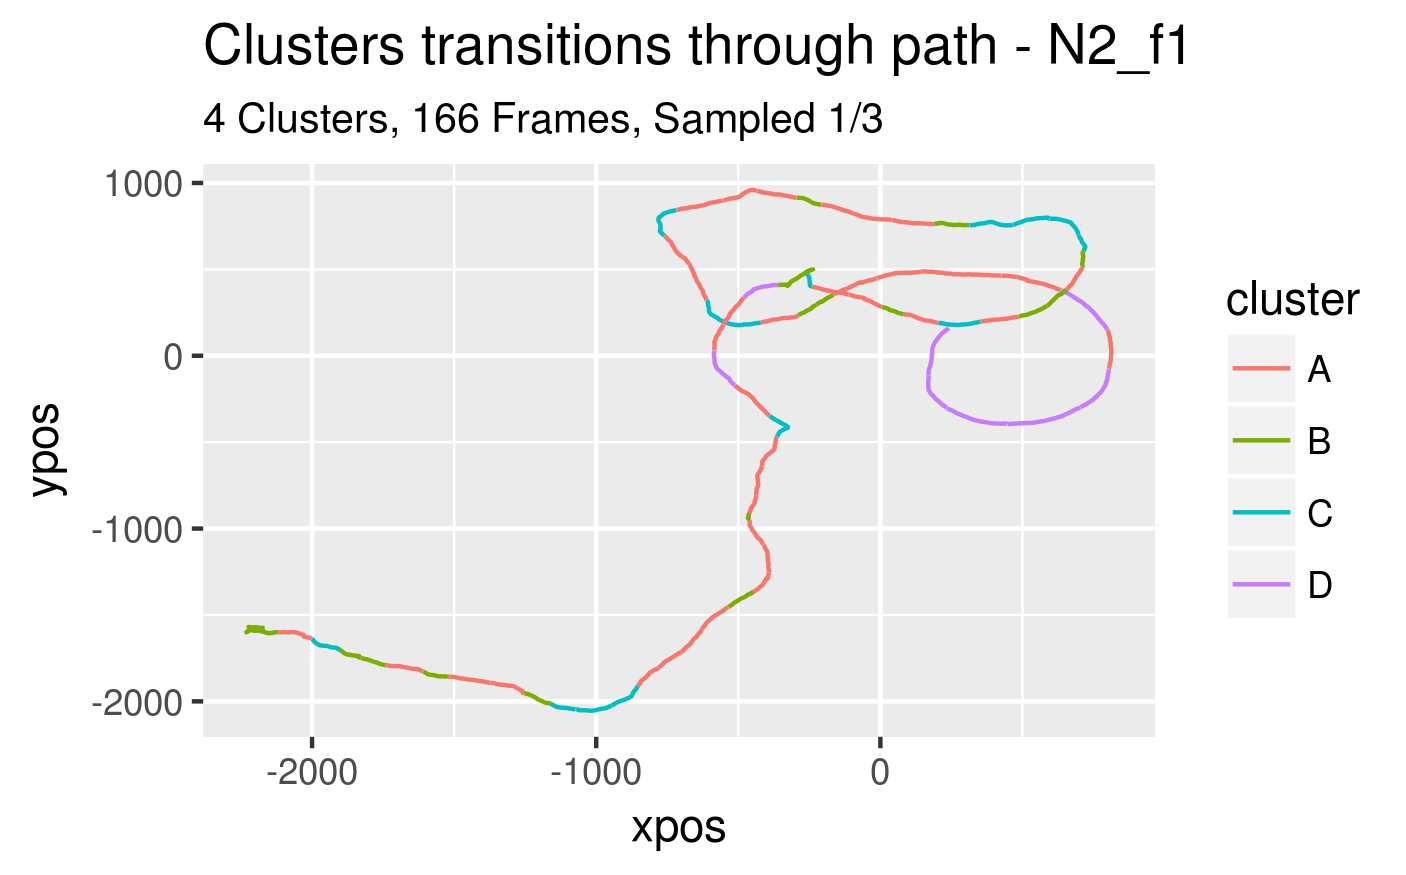 Clusters transitions through path - N2_f1
4 Clusters, 166 Frames, Sampled 1/3
1000
0
-1000
-2000
ypos
-2000
-1000
0
xpos
cluster
A
B
C
D